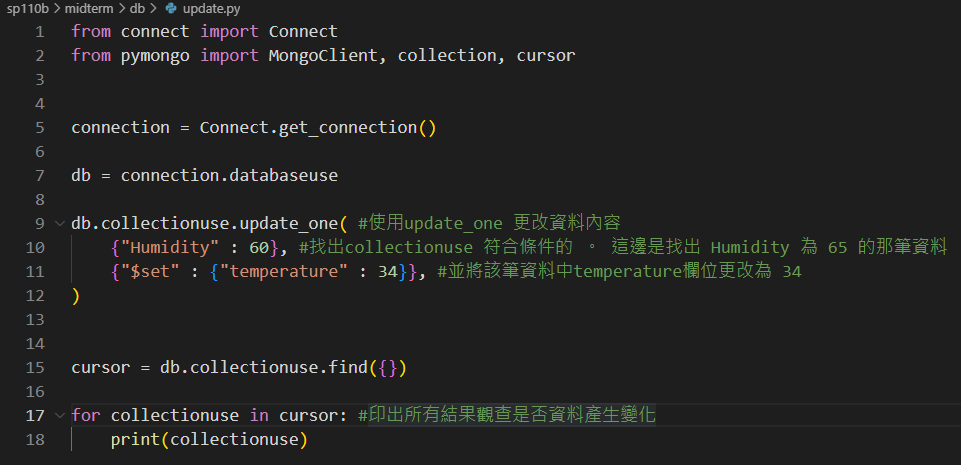 sp110b > midterm > db > update.py
1 from connect import Connect
2 from pymongo import MongoClient, collection, cursor
3
4
5 connection = Connect.get_connection()
6
7 db = connection.databaseuse
8
9 db.collectionuse.update_one( #使用update_one 更改資料內容
10     {"Humidity" : 60}, #找出collectionuse 符合條件的 。 這邊是找出 Humidity 為 65 的那筆資料
11     {"$set" : {"temperature" : 34}}, #並將該筆資料中temperature欄位更改為 34
12 )
13
14
15 cursor = db.collectionuse.find({})
16
17 for collectionuse in cursor: #印出所有結果觀查是否資料產生變化
18     print(collectionuse)